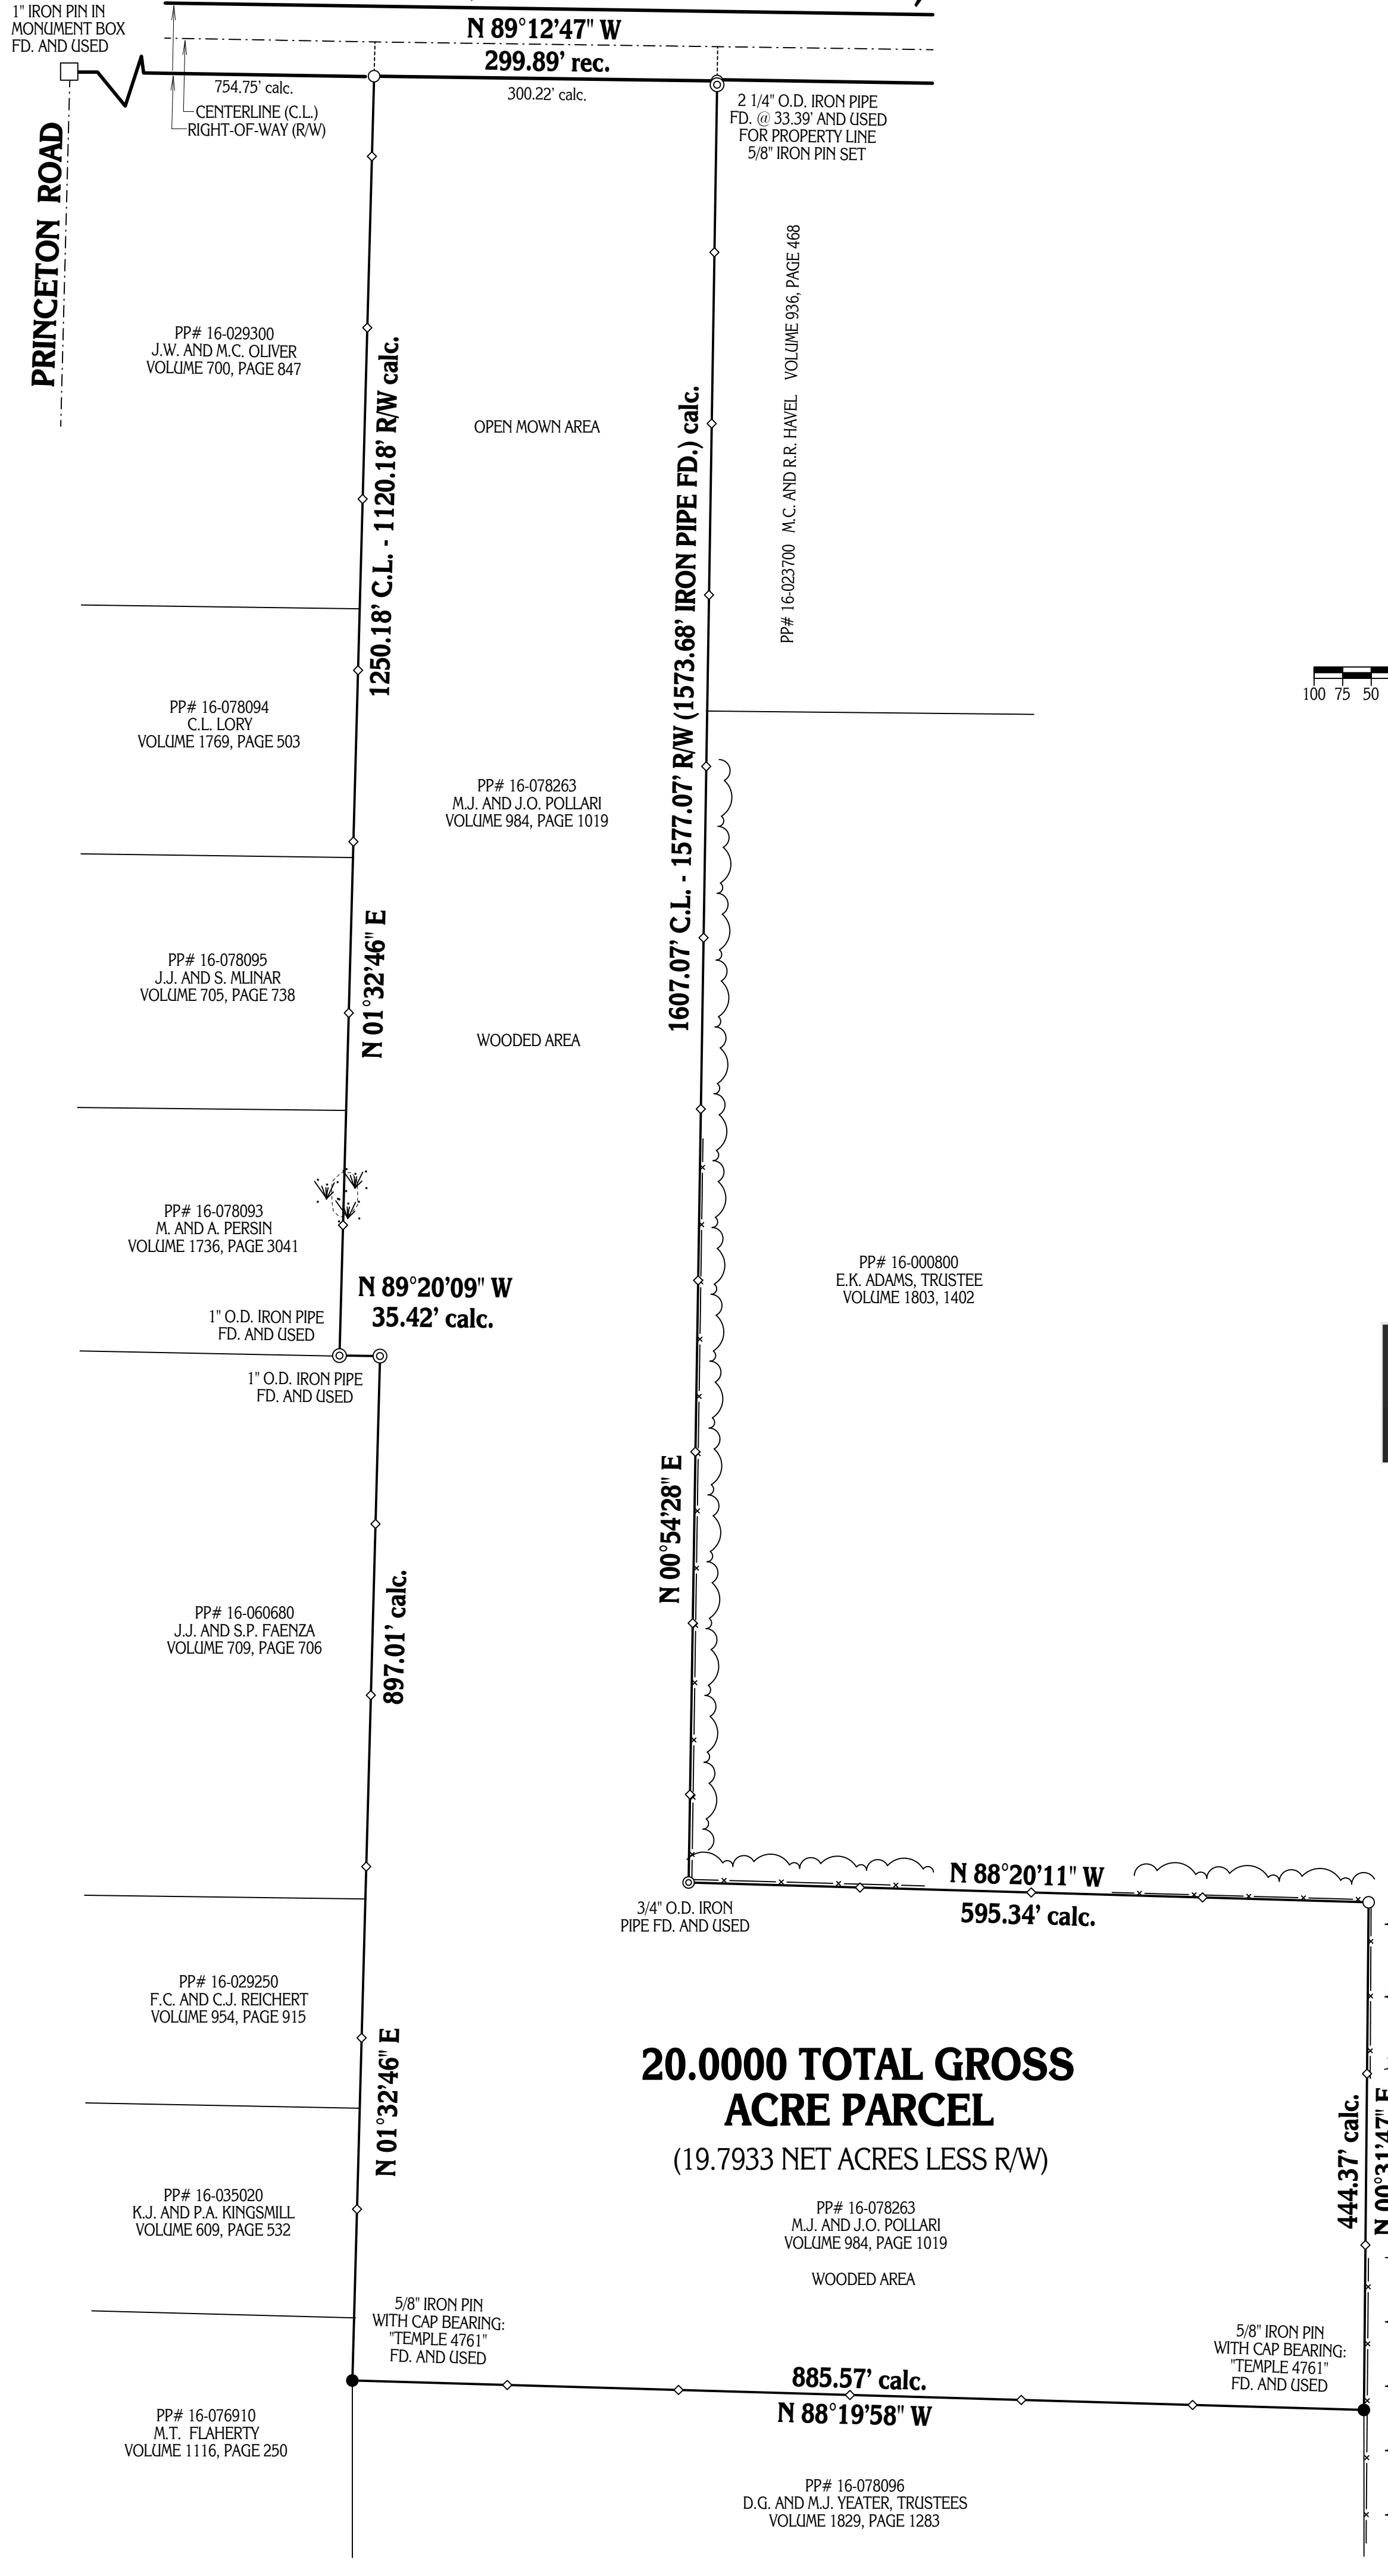 1" IRON PIN IN
MONUMENT BOX
FD. AND USED
N 89°12'47" W
299.89' rec.
754.75' calc.
300.22' calc.
CENTERLINE (C.L.)
RIGHT-OF-WAY (R/W)
2 1/4" O.D. IRON PIPE
FD. @ 33.39' AND USED
FOR PROPERTY LINE
5/8" IRON PIN SET
PRINCETON ROAD
PP# 16-029300
J.W. AND M.C. OLIVER
VOLUME 700, PAGE 847
1250.18' C.L. - 1120.18' R/W calc.
OPEN MOWN AREA
1607.07' C.L. - 1577.07' R/W (1573.68' IRON PIPE FD.) calc.
PP# 16-023700 M.C. AND R.R. HAVEL VOLUME 936, PAGE 468
100 75 50
PP# 16-078094
C.L. LORY
VOLUME 1769, PAGE 503
PP# 16-078263
M.J. AND J.O. POLLARI
VOLUME 984, PAGE 1019
PP# 16-078095
J.J. AND S. MLINAR
VOLUME 705, PAGE 738
N 01°32'46" E
WOODED AREA
PP# 16-078093
M. AND A. PERSIN
VOLUME 1736, PAGE 3041
N 89°20'09" W
35.42' calc.
1" O.D. IRON PIPE
FD. AND USED
1" O.D. IRON PIPE
FD. AND USED
PP# 16-000800
E.K. ADAMS, TRUSTEE
VOLUME 1803, 1402
N 00°54'28" E
PP# 16-060680
J.J. AND S.P. FAENZA
VOLUME 709, PAGE 706
897.01' calc.
N 88°20'11" W
595.34' calc.
3/4" O.D. IRON
PIPE FD. AND USED
PP# 16-029250
F.C. AND C.J. REICHERT
VOLUME 954, PAGE 915
N 01°32'46" E
20.0000 TOTAL GROSS
ACRE PARCEL
(19.7933 NET ACRES LESS R/W)
444.37' calc.
N 00°31'47" E
PP# 16-035020
K.J. AND P.A. KINGSMILL
VOLUME 609, PAGE 532
PP# 16-078263
M.J. AND J.O. POLLARI
VOLUME 984, PAGE 1019
WOODED AREA
5/8" IRON PIN
WITH CAP BEARING:
"TEMPLE 4761"
FD. AND USED
5/8" IRON PIN
WITH CAP BEARING:
"TEMPLE 4761"
FD. AND USED
885.57' calc.
N 88°19'58" W
PP# 16-076910
M.T. FLAHERTY
VOLUME 1116, PAGE 250
PP# 16-078096
D.G. AND M.J. YEATER, TRUSTEES
VOLUME 1829, PAGE 1283